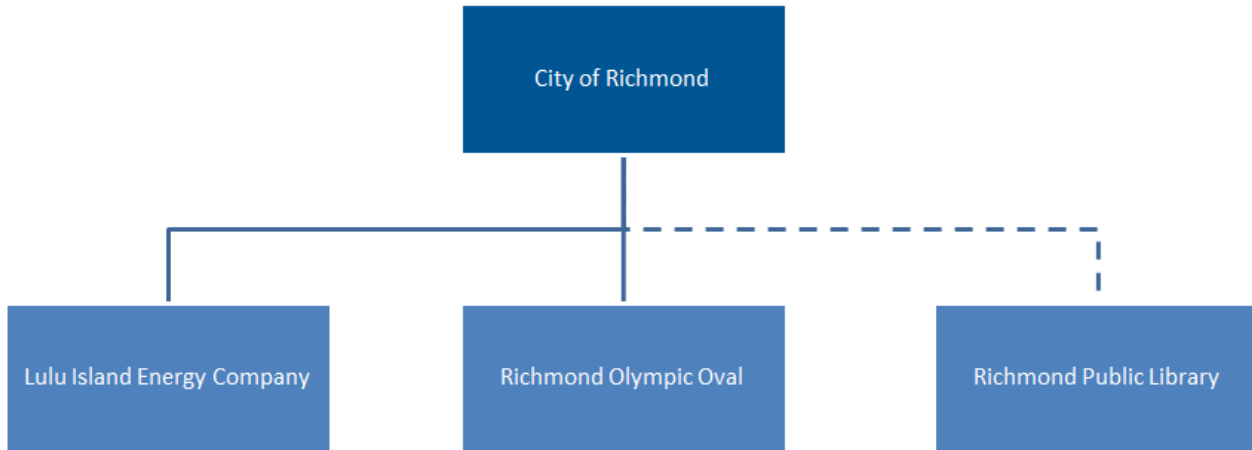 City of Richmond
Lulu Island Energy Company
Richmond Olympic Oval
Richmond Public Library